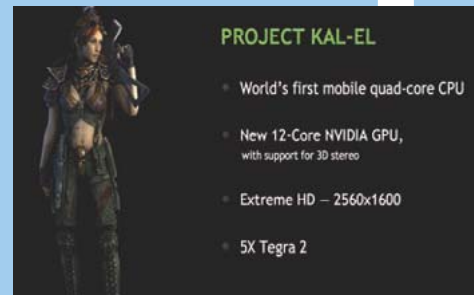 PROJECT KAL-EL
World's first mobile quad-core CPU
New 12-Core NVIDIA GPU,
with support for 3D stereo
Extreme HD – 2560x1600
5X Tegra 2